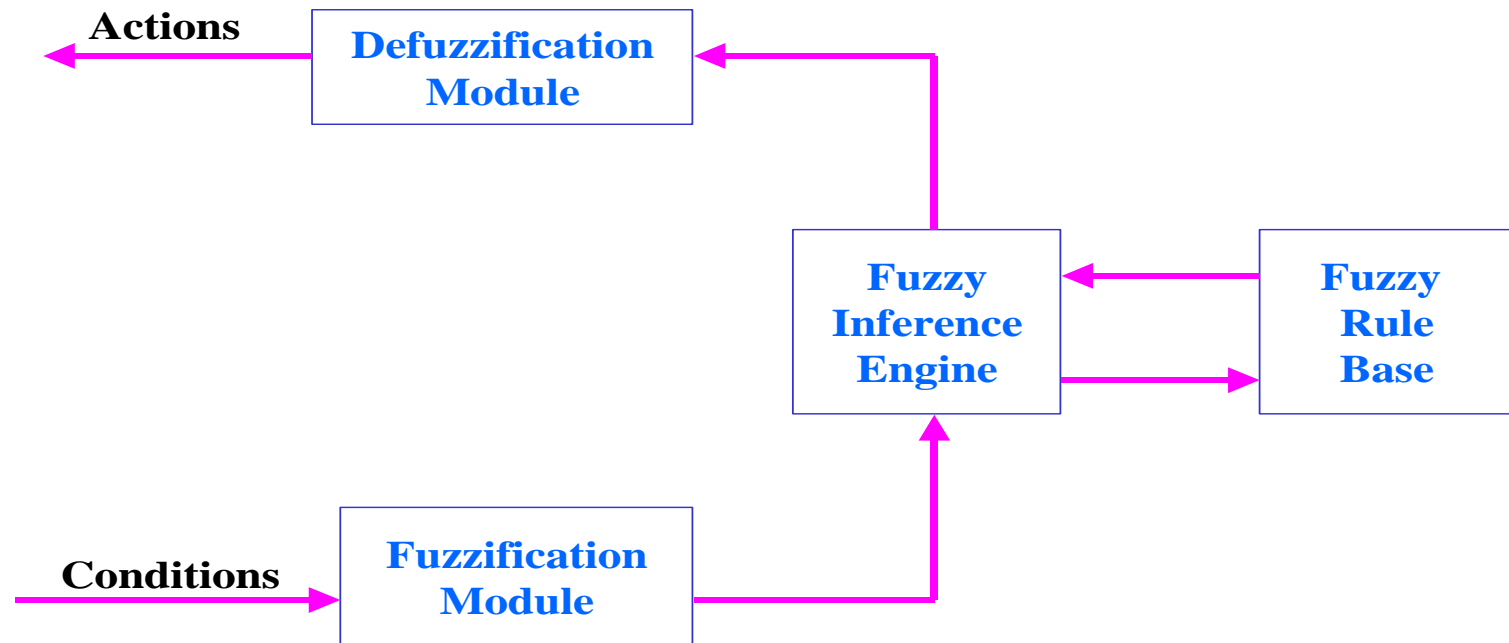 Actions
Defuzzification
Module
Fuzzy
Inference
Engine
Fuzzy
Rule
Base
Conditions
Fuzzification
Module